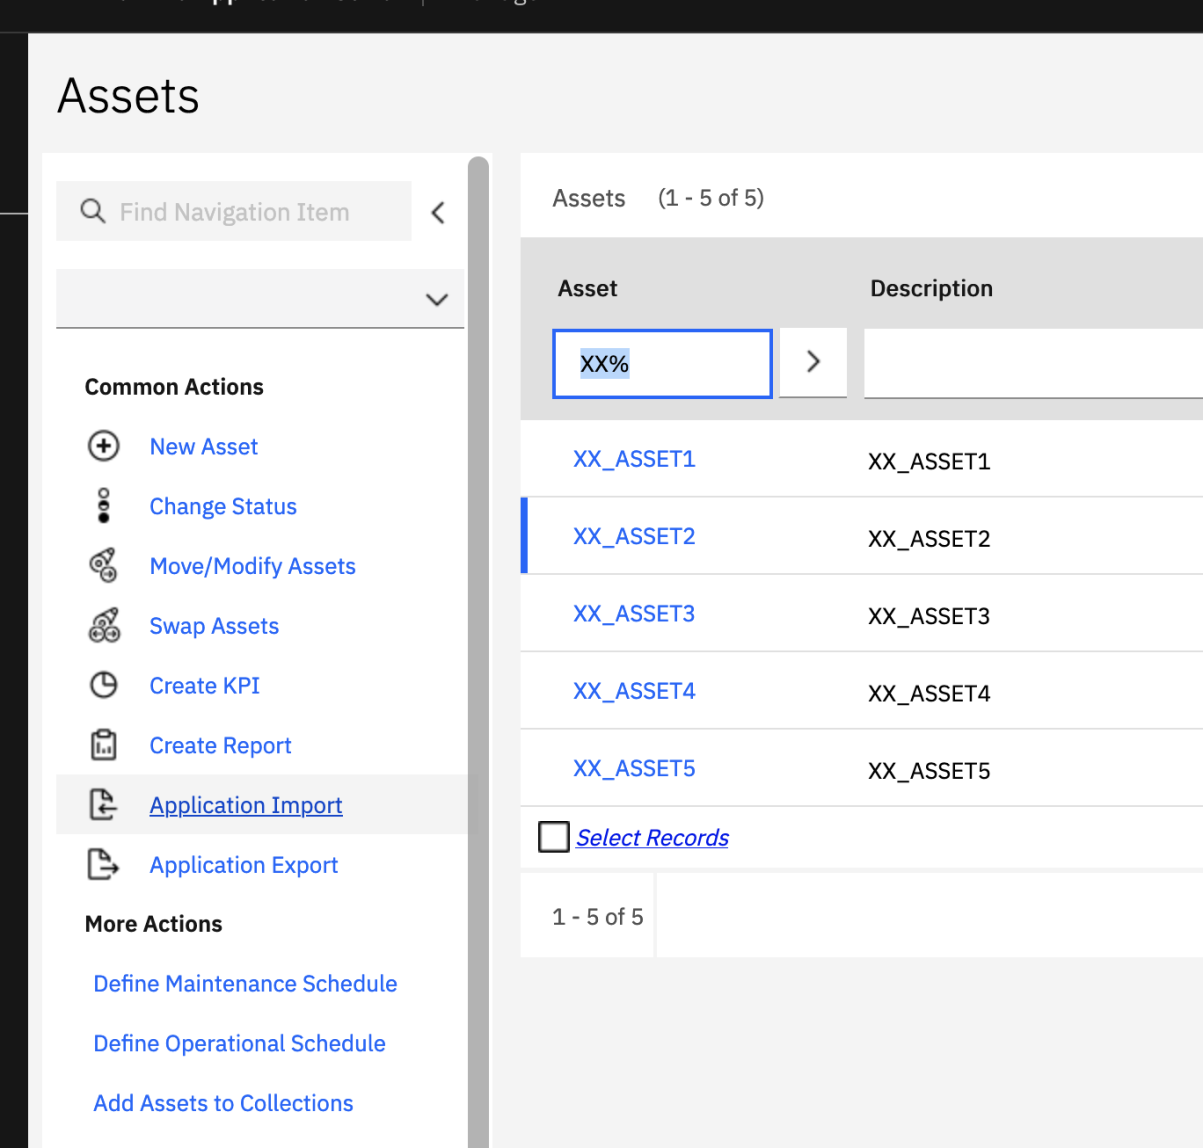 Assets
Find Navigation Item
Common Actions
New Asset
Change Status
Move/Modify Assets
Swap Assets
Create KPI
Create Report
Application Import
Application Export
More Actions
Define Maintenance Schedule
Define Operational Schedule
Add Assets to Collections
Assets (1 - 5 of 5)
Asset Description
XX%
XX_ASSET1 XX_ASSET1
XX_ASSET2 XX_ASSET2
XX_ASSET3 XX_ASSET3
XX_ASSET4 XX_ASSET4
XX_ASSET5 XX_ASSET5
Select Records
1 - 5 of 5